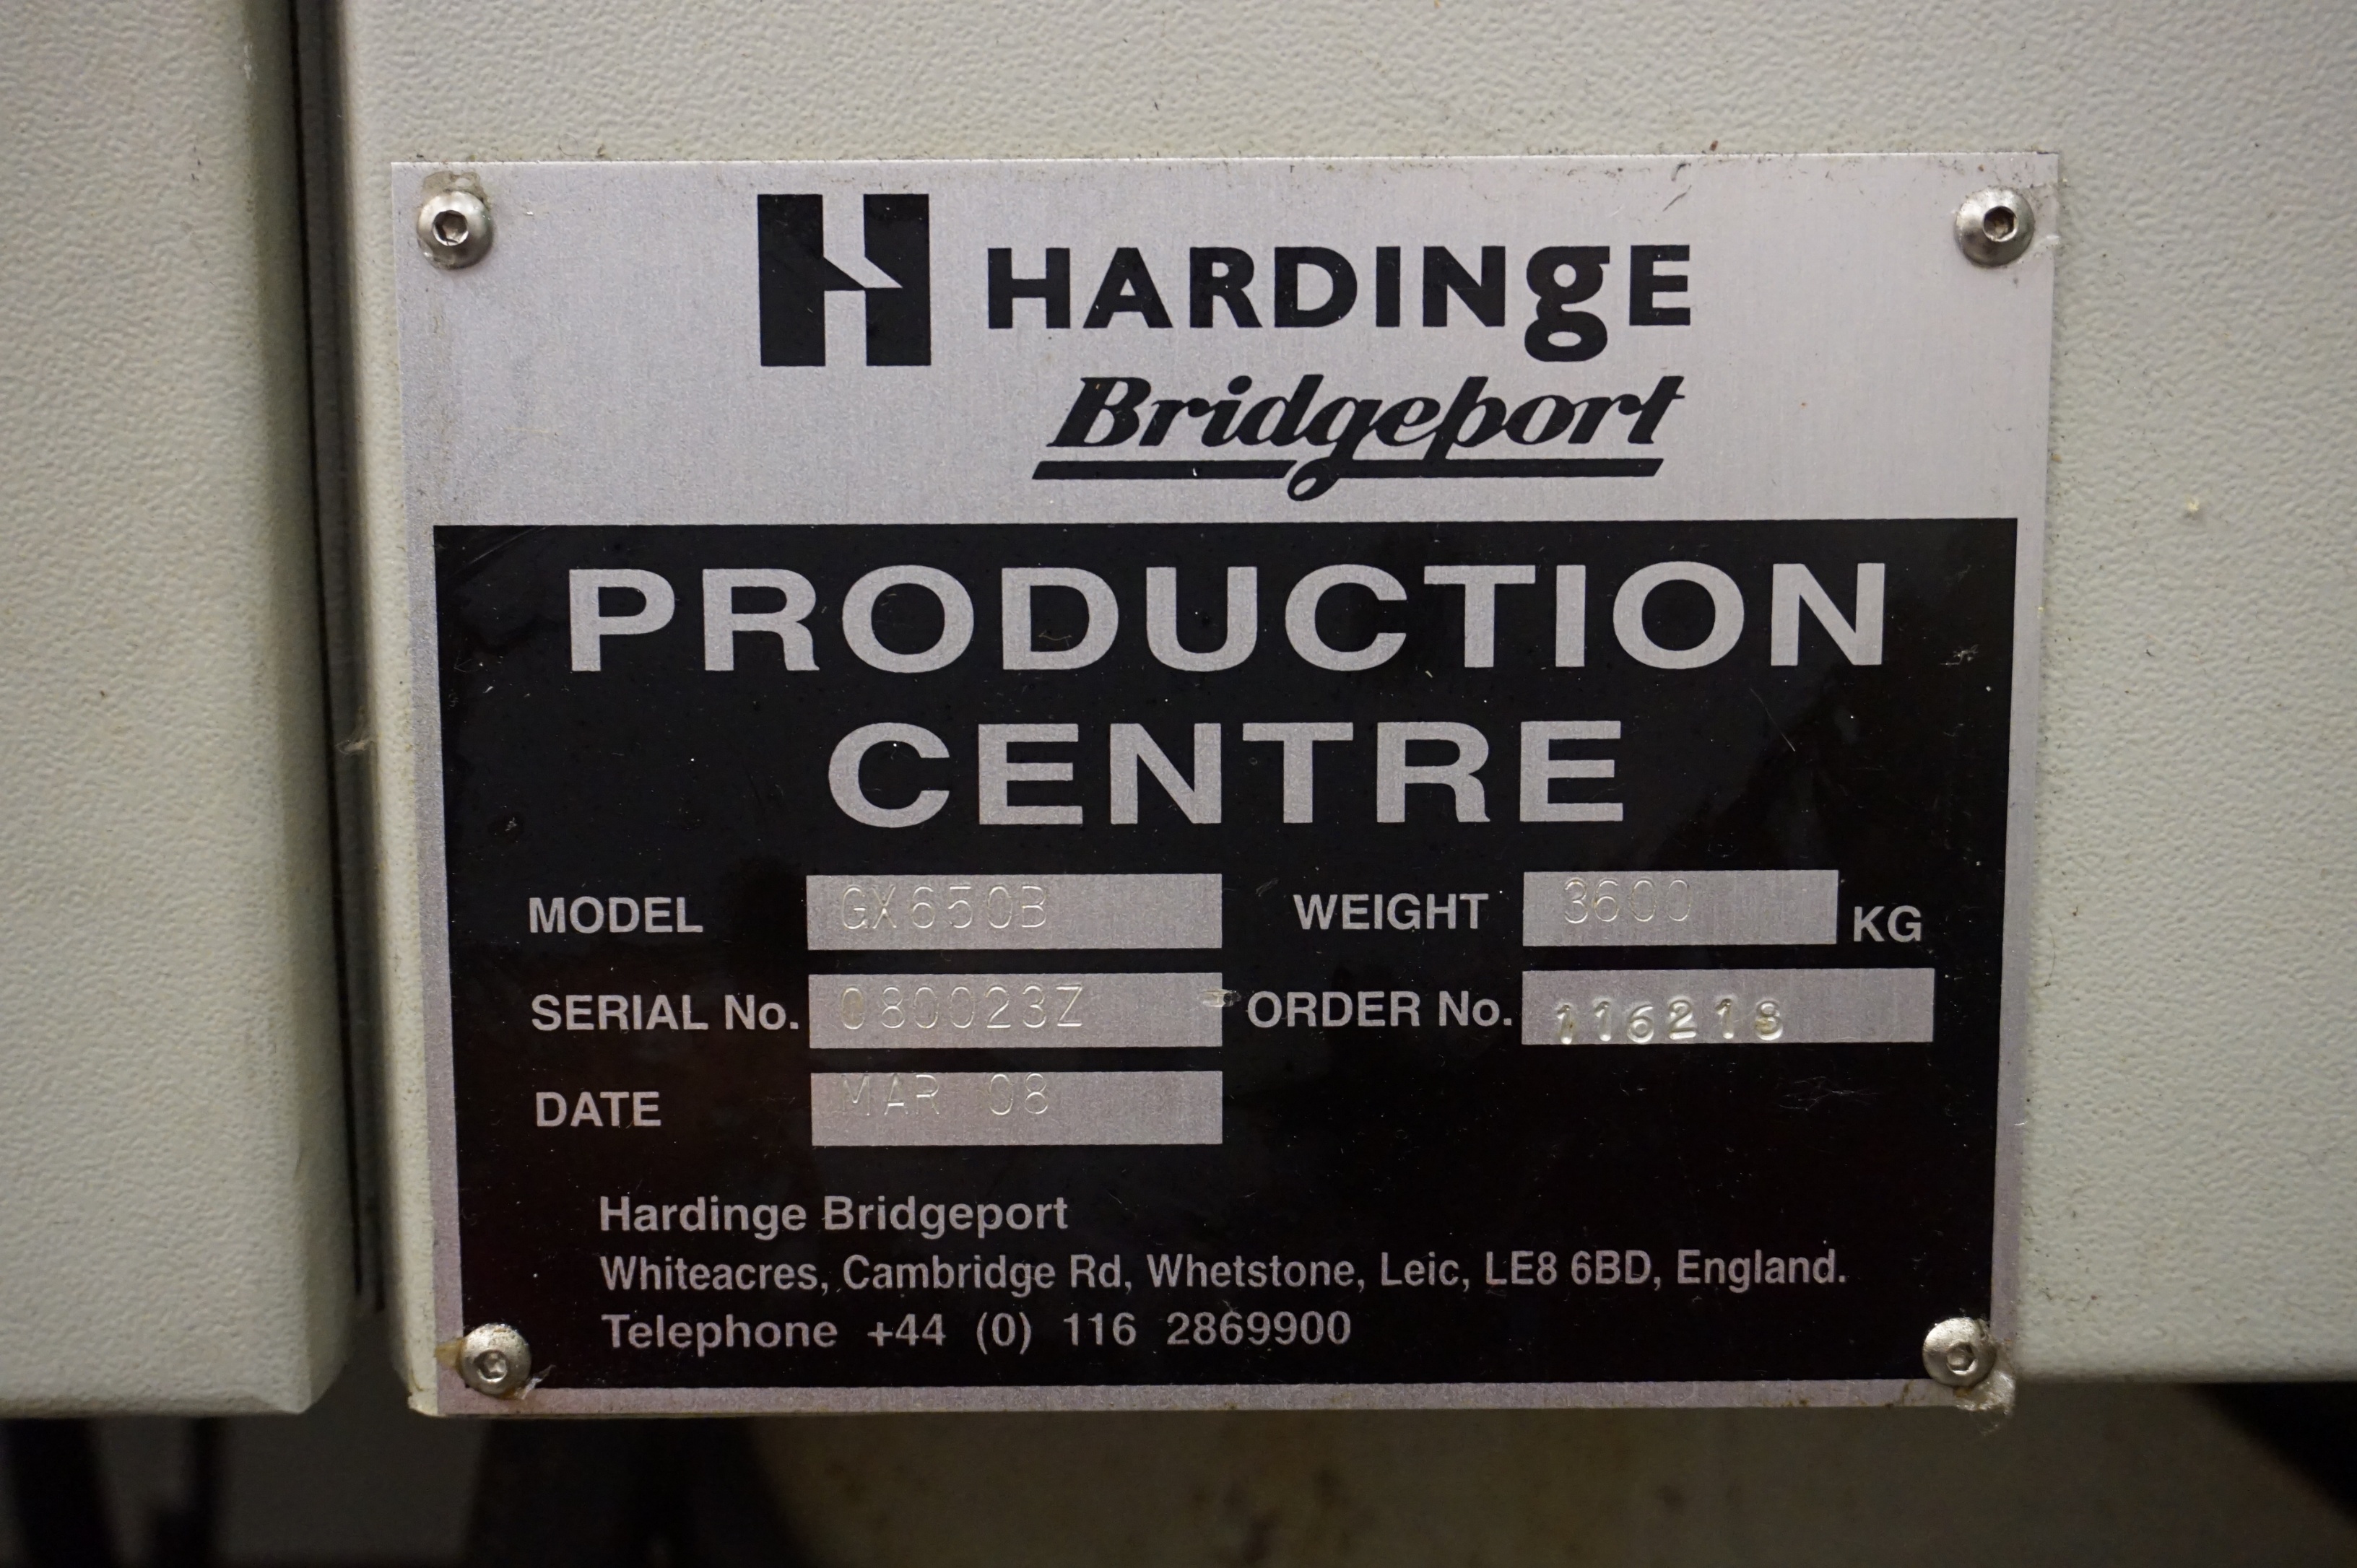 H HARDINgE
Bridgeport
PRODUCTION
CENTRE
MODEL GX650B WEIGHT 3600 KG
SERIAL No. 080023Z ORDER No. 116218
DATE MAR 08
Hardinge Bridgeport
Whiteacres, Cambridge Rd, Whetstone, Leic, LE8 6BD, England.
Telephone +44 (0) 116 2869900